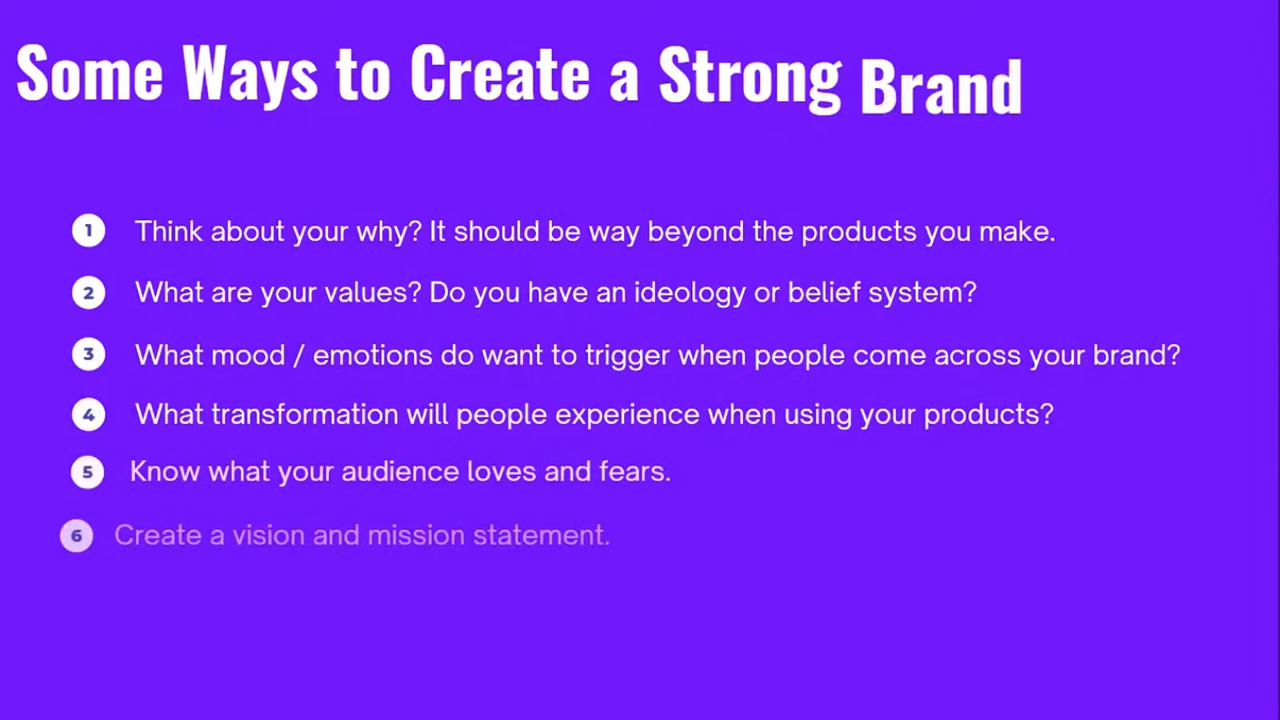 Some Ways to Create a Strong Brand
1 Think about your why? It should be way beyond the products you make.
2 What are your values? Do you have an ideology or belief system?
3 What mood / emotions do want to trigger when people come across your brand?
4 What transformation will people experience when using your products?
5 Know what your audience loves and fears.
6 Create a vision and mission statement.